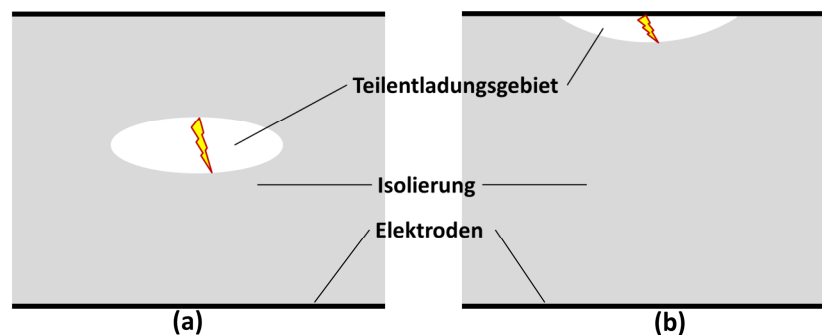 Teilentladungsgebiet
Isolierung
Elektroden
(a)
(b)